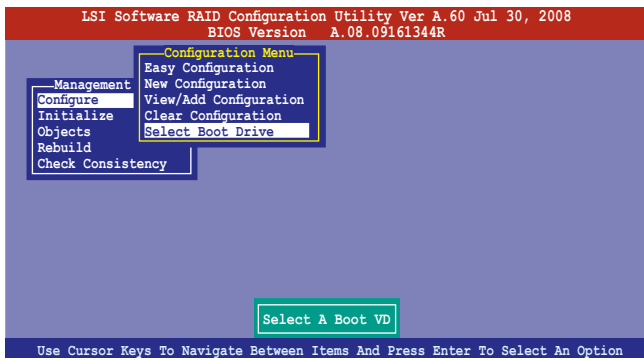 LSI Software RAID Configuration Utility Ver A.60 Jul 30, 2008
BIOS Version A.08.09161344R
Configuration Menu
Easy Configuration
New Configuration
View/Add Configuration
Clear Configuration
Select Boot Drive
Management
Configure
Initialize
Objects
Rebuild
Check Consistency
Select A Boot VD
Use Cursor Keys To Navigate Between Items And Press Enter To Select An Option